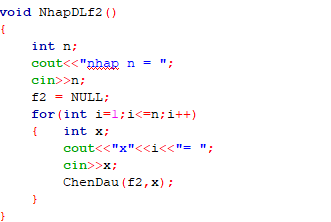 void NhapDLf2()
{
int n;
cout<<"nhap n = ";
cin>>n;
f2 = NULL;
for(int i=1;i<=n;i++)
{ int x;
cout<<"x"<<i<<"= ";
cin>>x;
ChenDau(f2,x);
}
}